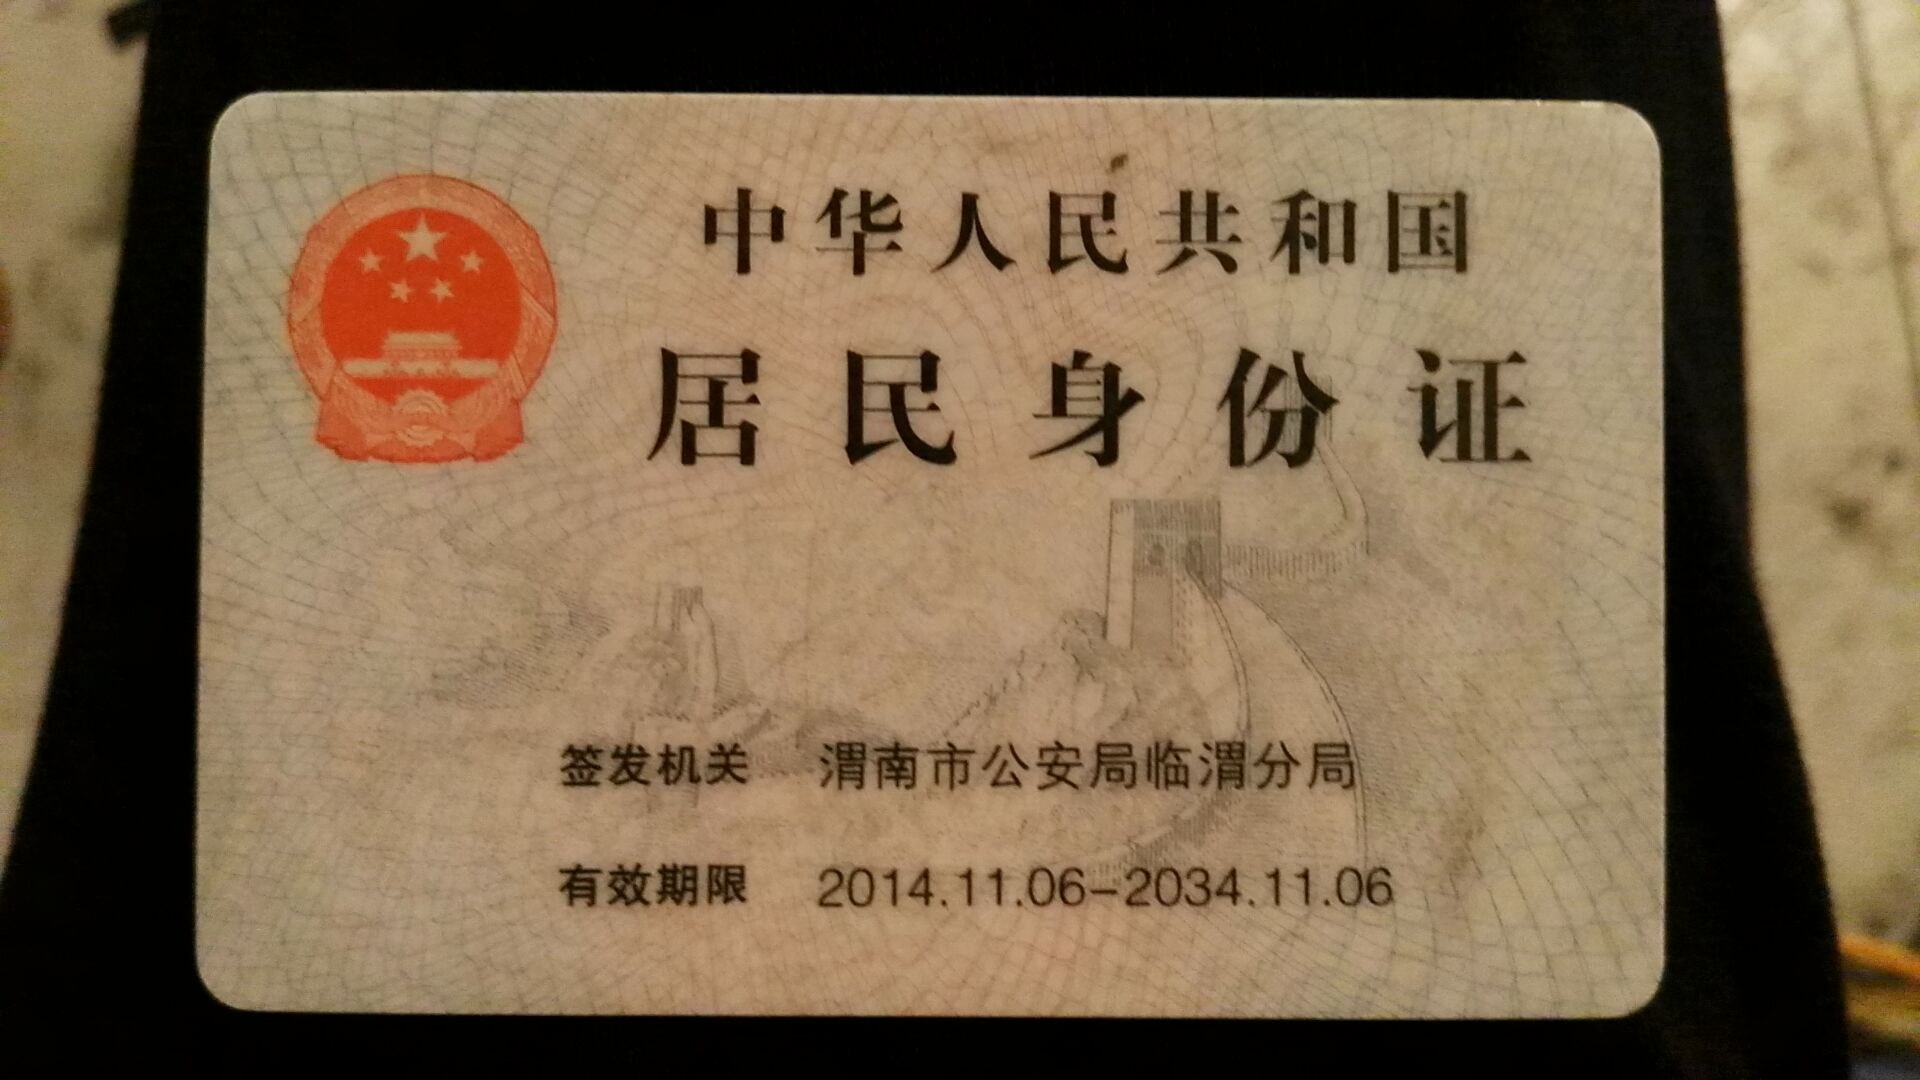 中华人民共和国
居民身份证
签发机关 渭南市公安局临渭分局
有效期限 2014.11.06-2034.11.06